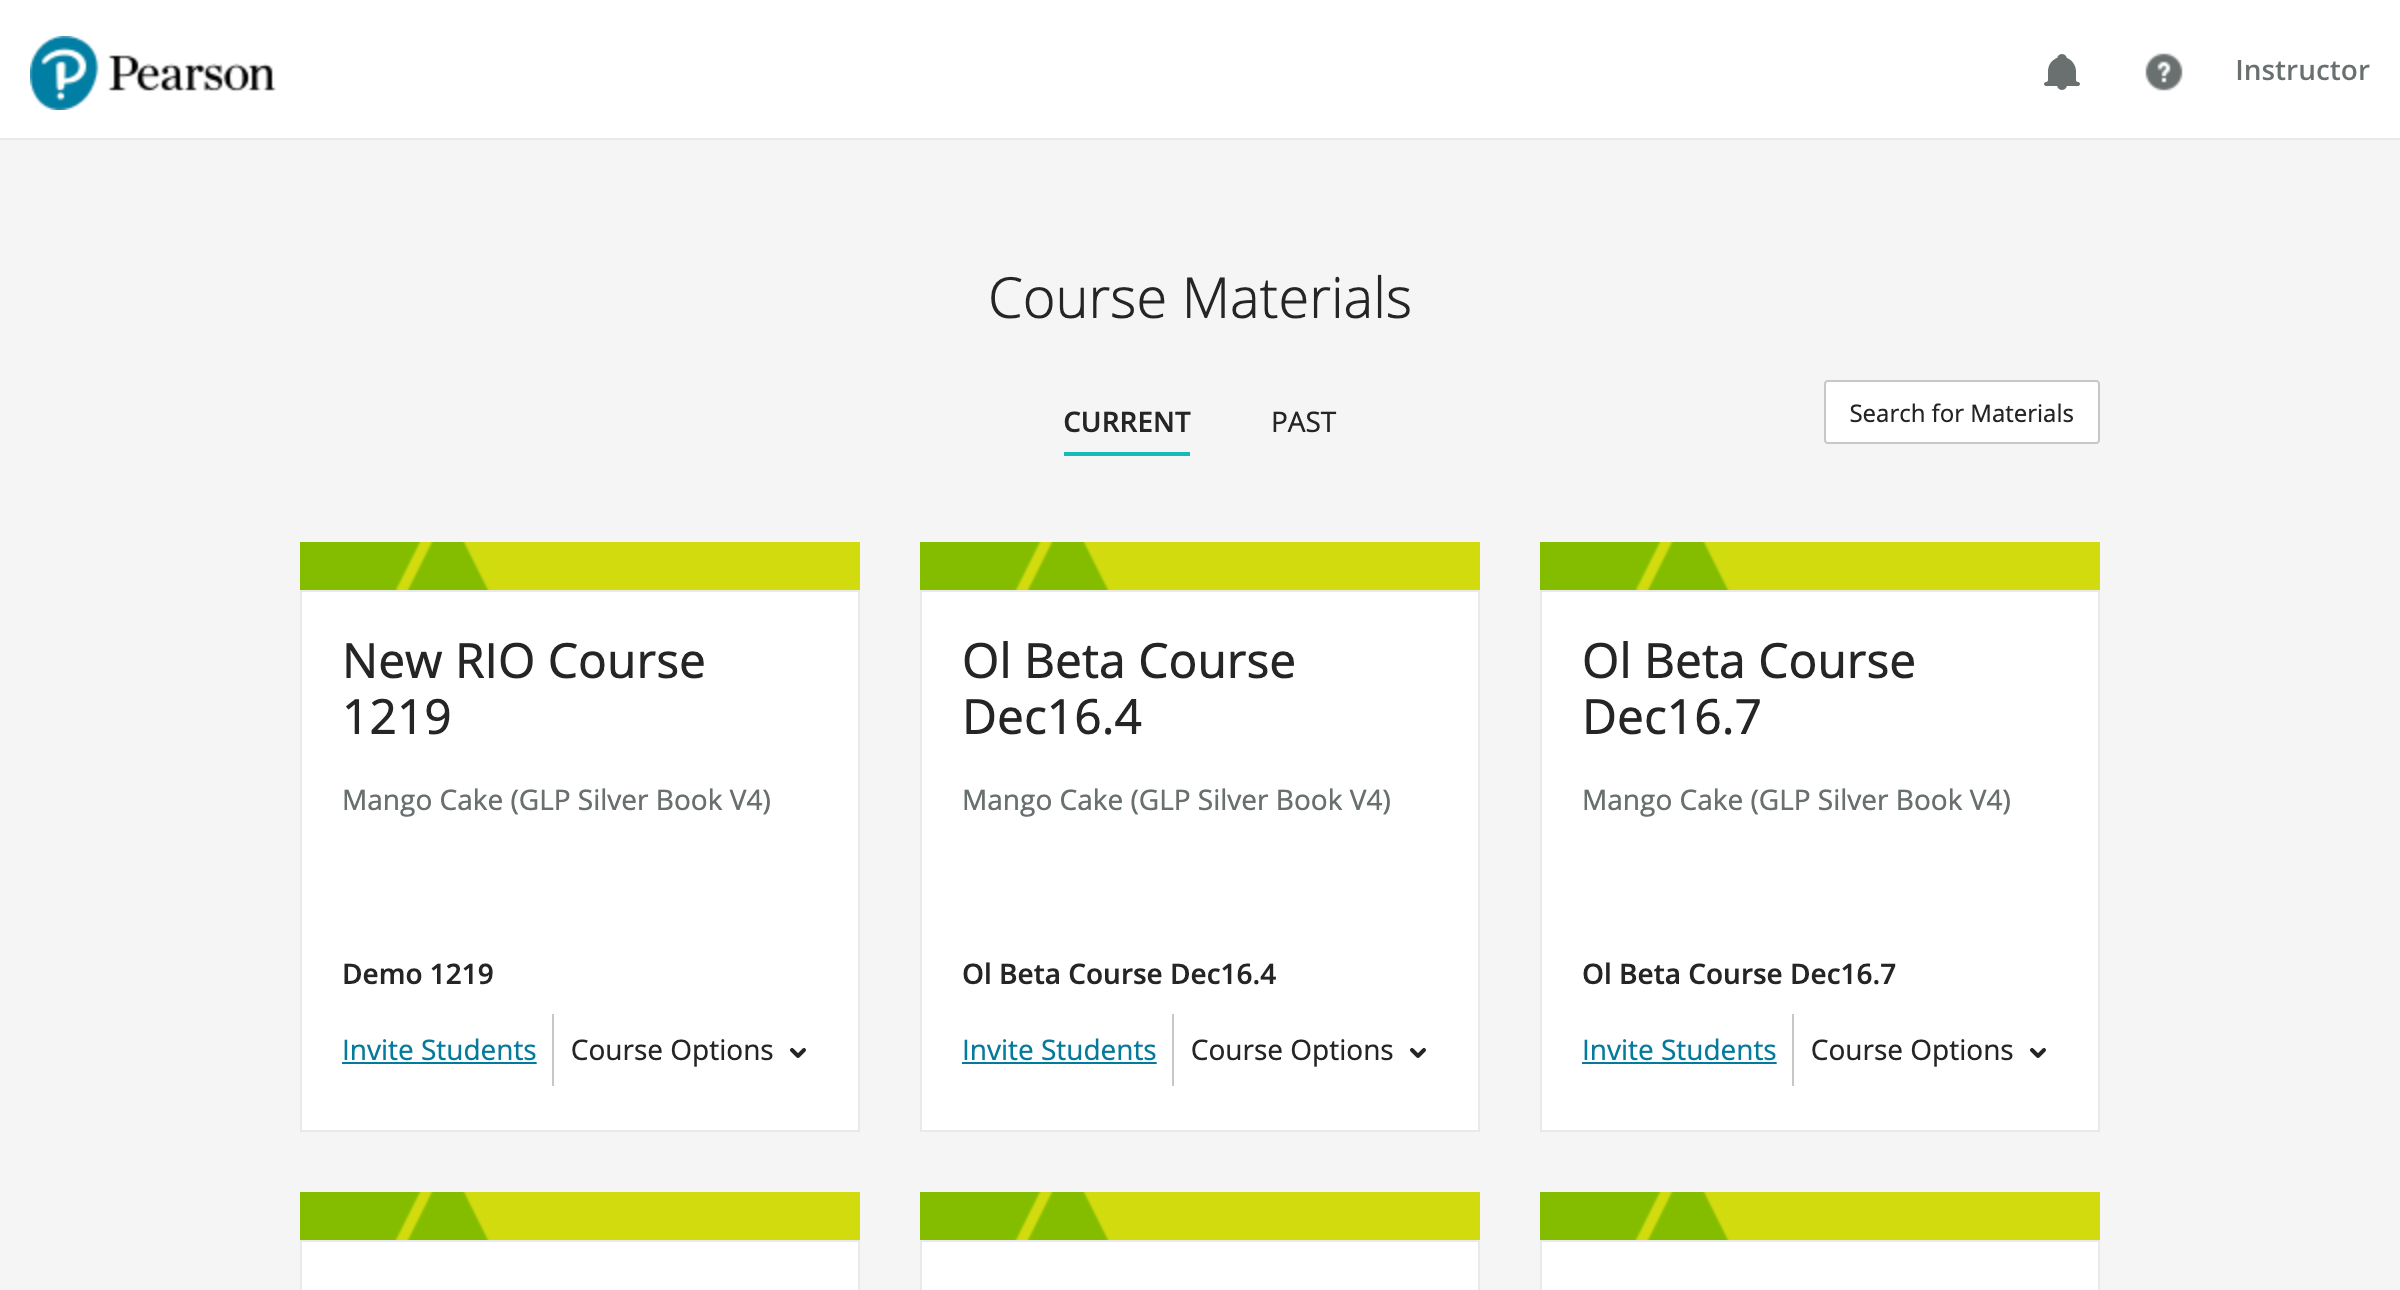 Pearson
?
Instructor
Course Materials
CURRENT
PAST
Search for Materials
New RIO Course
1219
Mango Cake (GLP Silver Book V4)
Demo 1219
Invite Students
Course Options
Ol Beta Course
Dec16.4
Mango Cake (GLP Silver Book V4)
Ol Beta Course Dec16.4
Invite Students
Course Options
Ol Beta Course
Dec16.7
Mango Cake (GLP Silver Book V4)
Ol Beta Course Dec16.7
Invite Students
Course Options